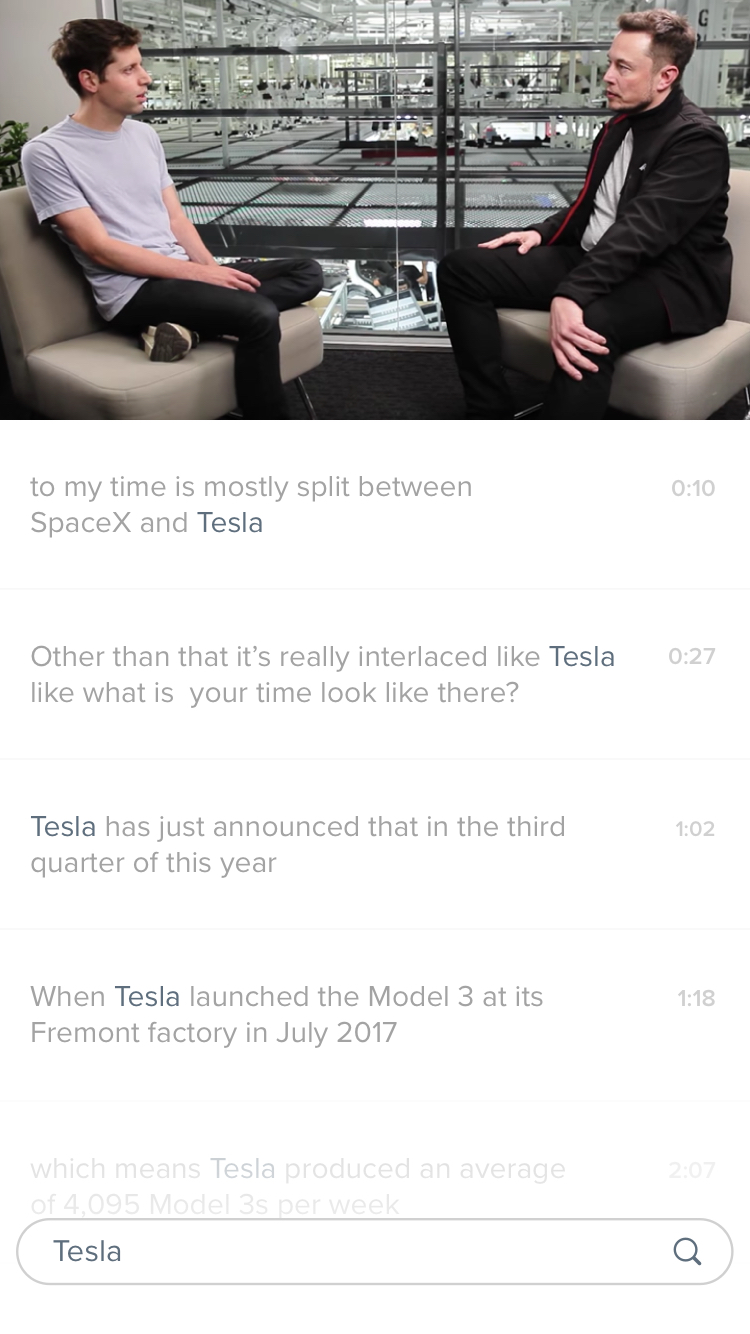 G
to my time is mostly split between
0:10
SpaceX and Tesla
Other than that it’s really interlaced like Tesla
0:27
like what is  your time look like there?
Tesla has just announced that in the third
1:02
quarter of this year
When Tesla launched the Model 3 at its
1:18
Fremont factory in July 2017
which means Tesla produced an average
2:07
of 4,095 Model 3s per week
Tesla